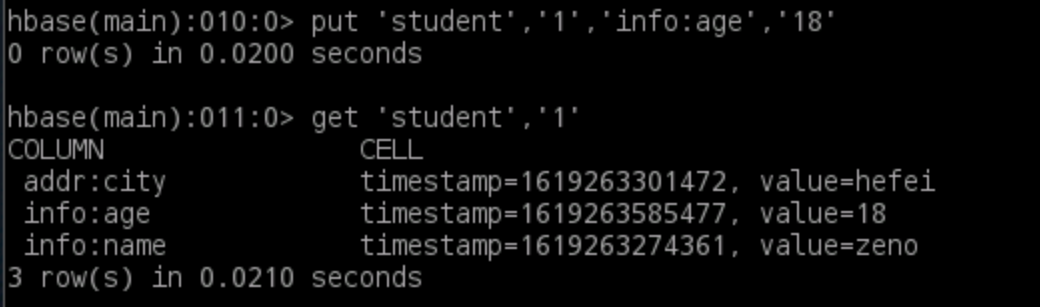 hbase(main):010:0> put 'student','1','info:age','18'
0 row(s) in 0.0200 seconds
hbase(main):011:0> get 'student','1'
COLUMN CELL
addr:city timestamp=1619263301472, value=hefei
info:age timestamp=1619263585477, value=18
info:name timestamp=1619263274361, value=zeno
3 row(s) in 0.0210 seconds